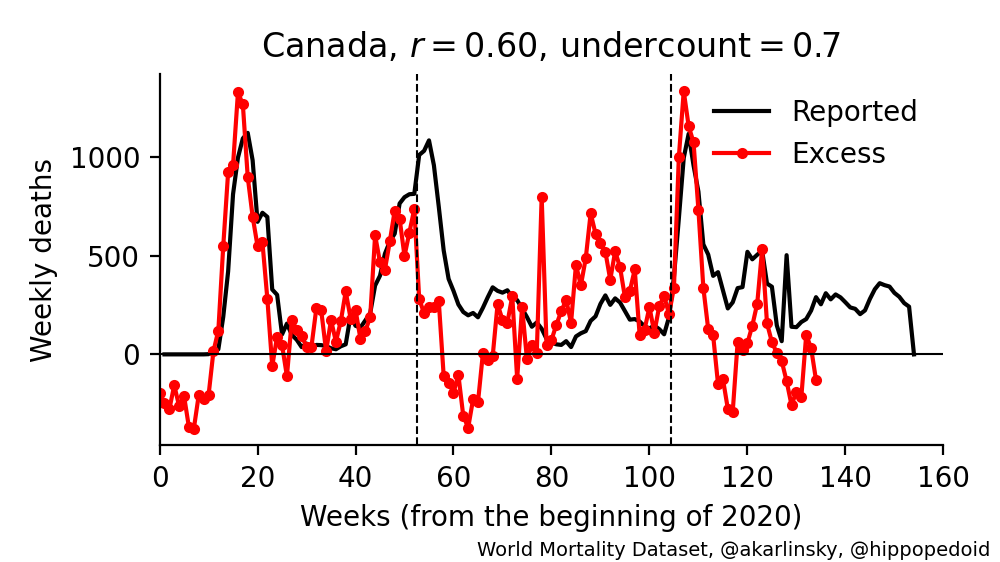 Canada, r = 0.60, undercount = 0.7
Reported
Excess
Weekly deaths
1000
500
0
0 20 40 60 80 100 120 140 160
Weeks (from the beginning of 2020)
World Mortality Dataset, @akarlinsky, @hippopedoid